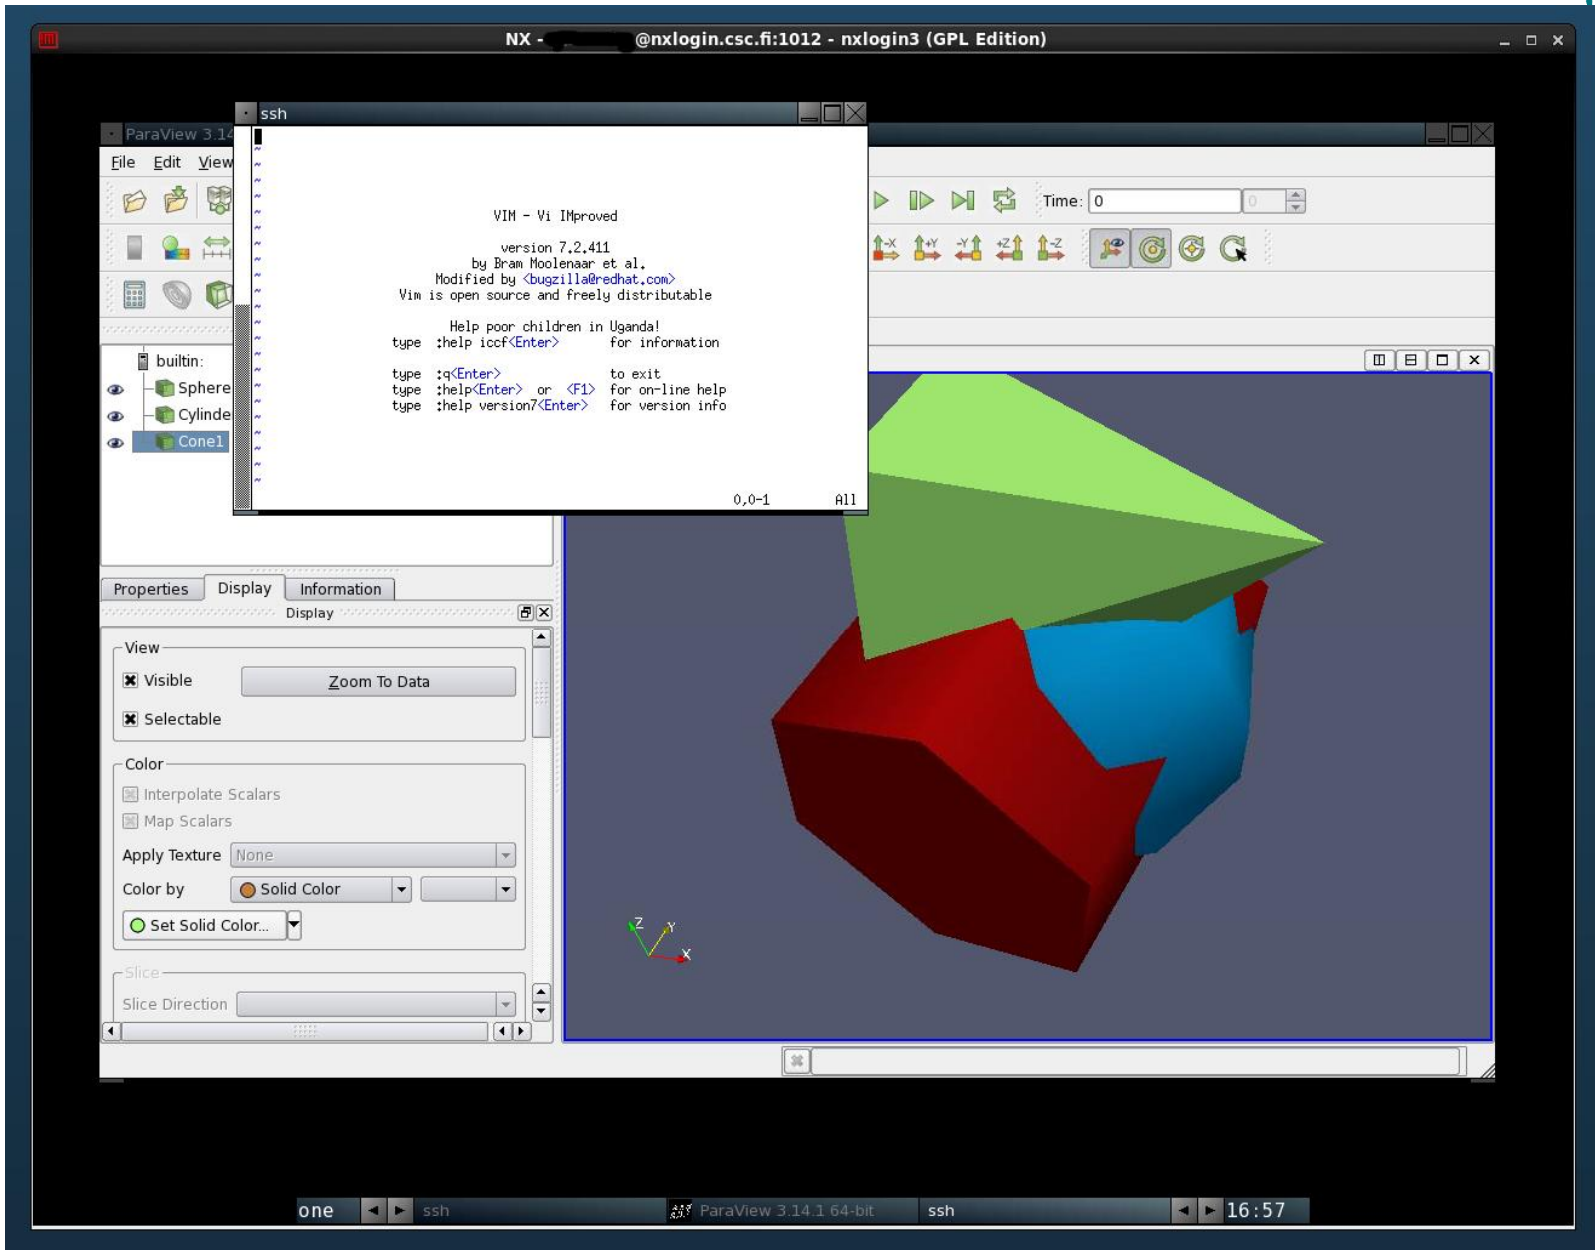 NX - @nxlogin.csc.fi:1012 - nxlogin3 (GPL Edition)
ssh
ParaView 3.14
File Edit View
Time: 0 0
-X +Y -Y +Z -Z
VIM - Vi IMproved
version 7.2.411
by Bram Moolenaar et al.
Modified by <bugzilla@redhat.com>
Vim is open source and freely distributable
Help poor children in Uganda!
type :help iccf<Enter> for information
type :q<Enter> to exit
type :help<Enter> or <F1> for on-line help
type :help version7<Enter> for version info
0,0-1 All
builtin:
Sphere
Cylinde
Cone1
Properties Display Information
Display
View
Visible Zoom To Data
Selectable
Color
Interpolate Scalars
Map Scalars
Apply Texture None
Color by Solid Color
Set Solid Color...
Slice
Slice Direction
Z Y X
one ssh ParaView 3.14.1 64-bit ssh 16:57